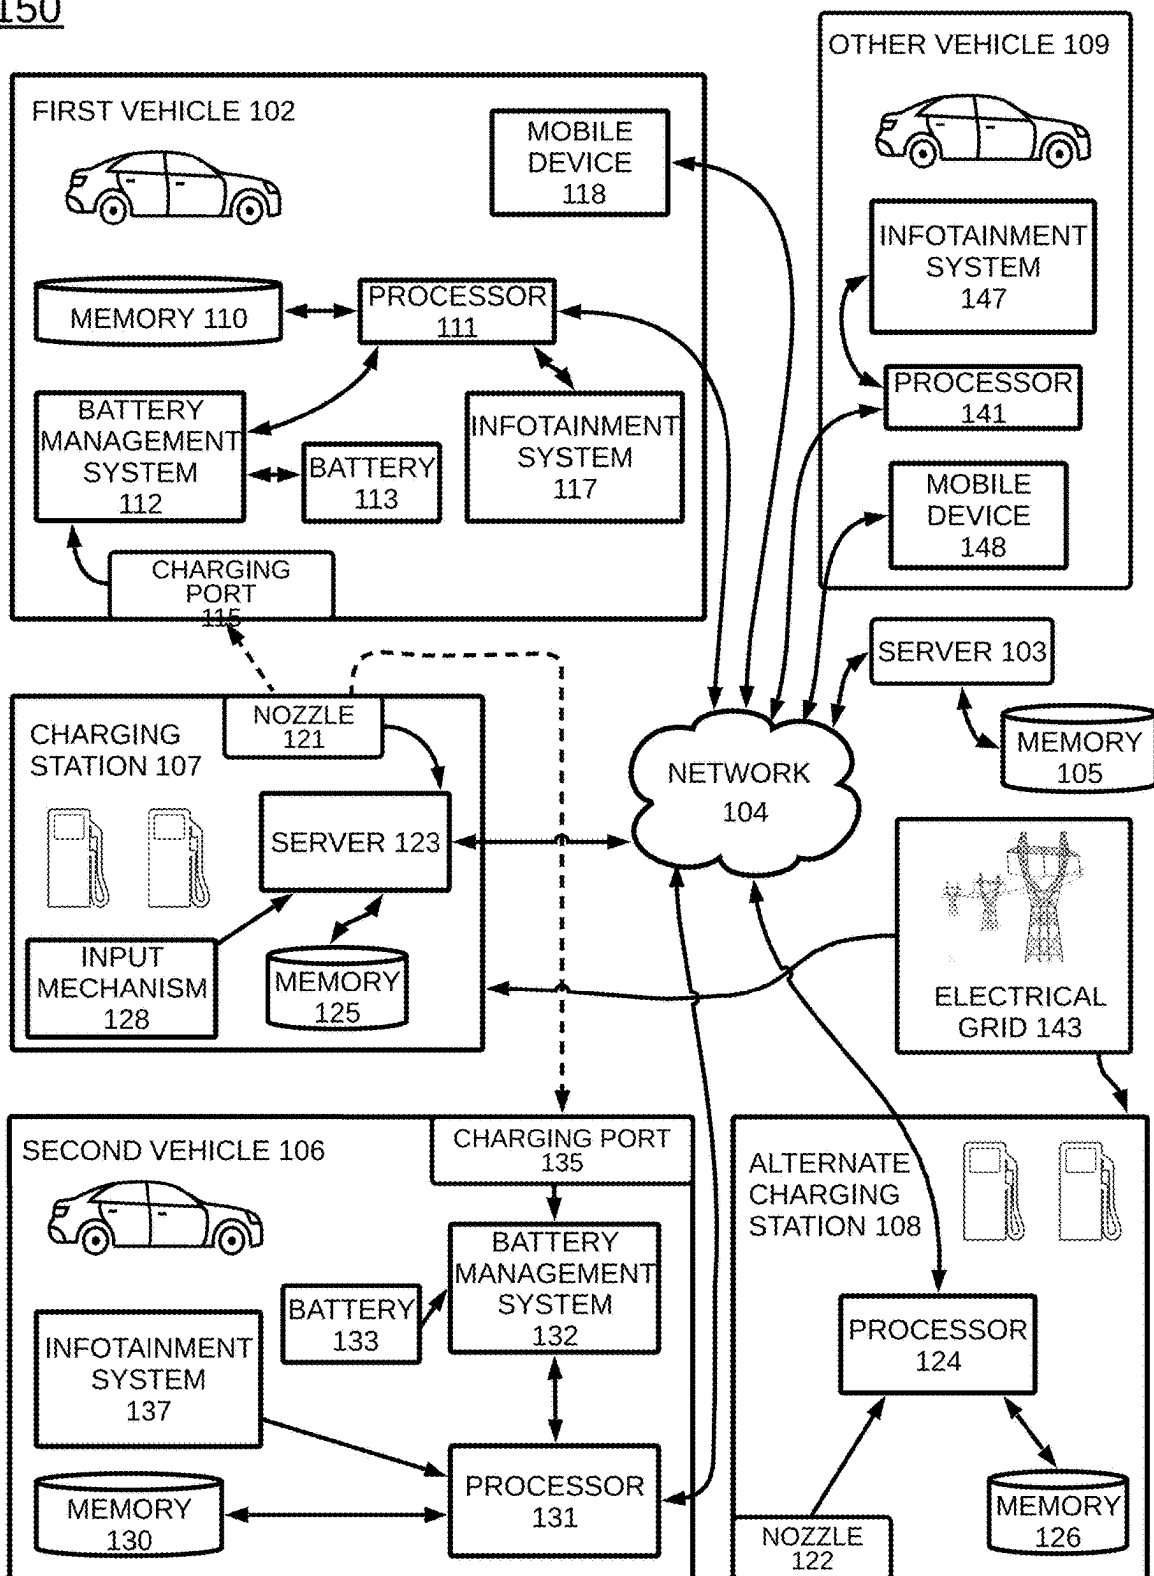 150
FIRST VEHICLE 102
MOBILE
DEVICE
118
MEMORY 110
PROCESSOR
111
BATTERY
MANAGEMENT
SYSTEM
112
BATTERY
113
INFOTAINMENT
SYSTEM
117
CHARGING
PORT
115
OTHER VEHICLE 109
INFOTAINMENT
SYSTEM
147
PROCESSOR
141
MOBILE
DEVICE
148
SERVER 103
MEMORY
105
NETWORK
104
CHARGING
STATION 107
NOZZLE
121
SERVER 123
INPUT
MECHANISM
128
MEMORY
125
ELECTRICAL
GRID 143
SECOND VEHICLE 106
CHARGING PORT
135
BATTERY
MANAGEMENT
SYSTEM
132
BATTERY
133
INFOTAINMENT
SYSTEM
137
MEMORY
130
PROCESSOR
131
ALTERNATE
CHARGING
STATION 108
PROCESSOR
124
NOZZLE
122
MEMORY
126